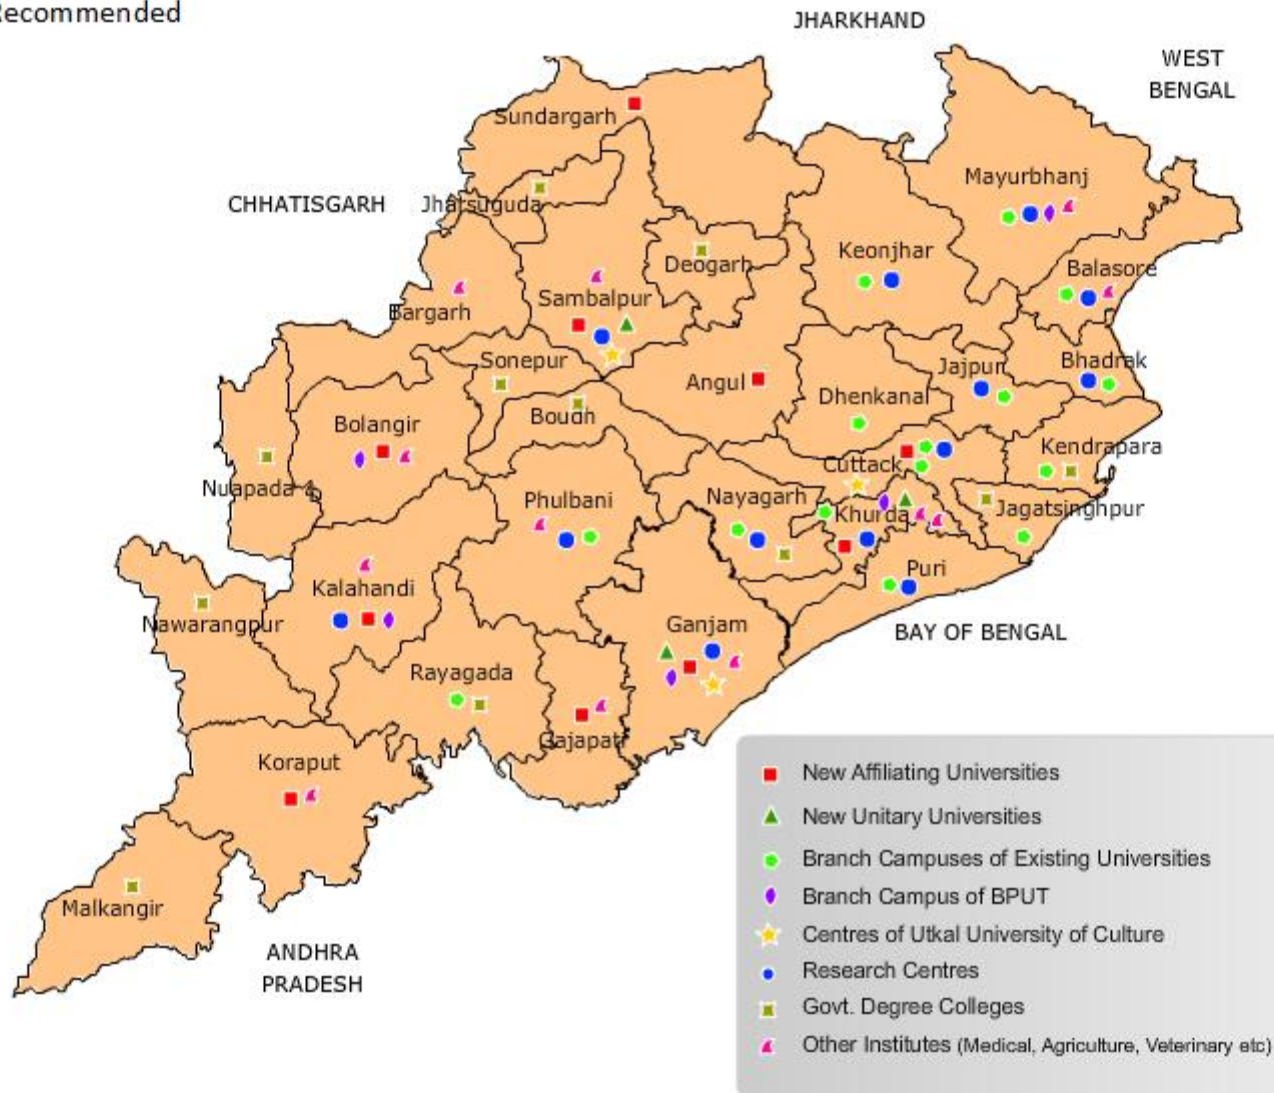 Recommended
JHARKHAND
WEST
BENGAL
Sundargarh
Mayurbhanj
CHHATISGARH
Jharsuguda
Keonjhar
Deogarh
Balasore
Sambalpur
Bargarh
Sonepur
Jajpur
Bhadrak
Angul
Dhenkanal
Boudh
Bolangir
Kendrapara
Cuttack
Nuapada
Phulbani
Nayagarh
Khurda
Jagatsinghpur
Puri
Kalahandi
Nawarangpur
Ganjam
BAY OF BENGAL
Rayagada
Gajapati
Koraput
Malkangir
ANDHRA
PRADESH
New Affiliating Universities
New Unitary Universities
Branch Campuses of Existing Universities
Branch Campus of BPUT
Centres of Utkal University of Culture
Research Centres
Govt. Degree Colleges
Other Institutes (Medical, Agriculture, Veterinary etc)